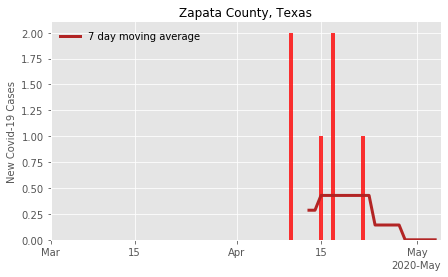 Zapata County, Texas
7 day moving average
New Covid-19 Cases
2.00
1.75
1.50
1.25
1.00
0.75
0.50
0.25
0.00
Mar
15
Apr
15
May
2020-May